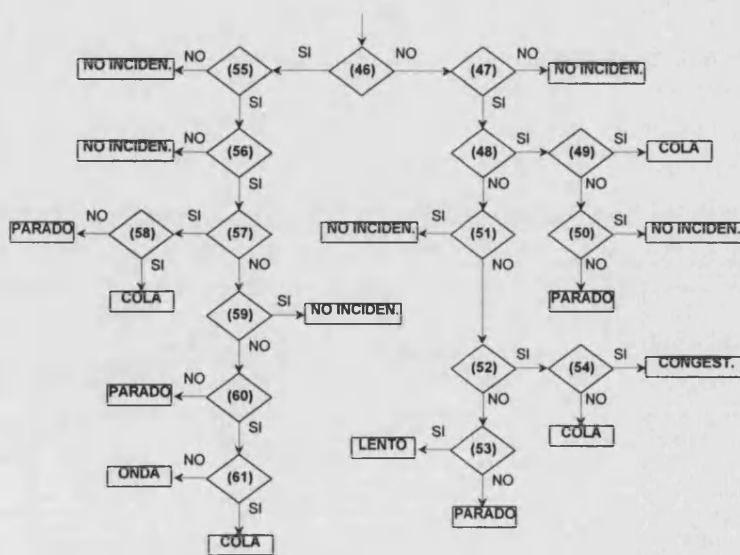 NO INCIDEN. NO (55) SI (46) NO (47) NO NO INCIDEN.
SI SI
NO INCIDEN. NO (56) (48) SI (49) SI COLA
SI NO NO
PARADO NO (58) SI (57) NO INCIDEN. SI (51) (50) SI NO INCIDEN.
SI NO NO NO
COLA (59) SI NO INCIDEN. PARADO
NO
PARADO NO (60) (52) SI (54) SI CONGEST.
SI NO NO
ONDA NO (61) LENTO SI (53) COLA
SI NO
COLA PARADO